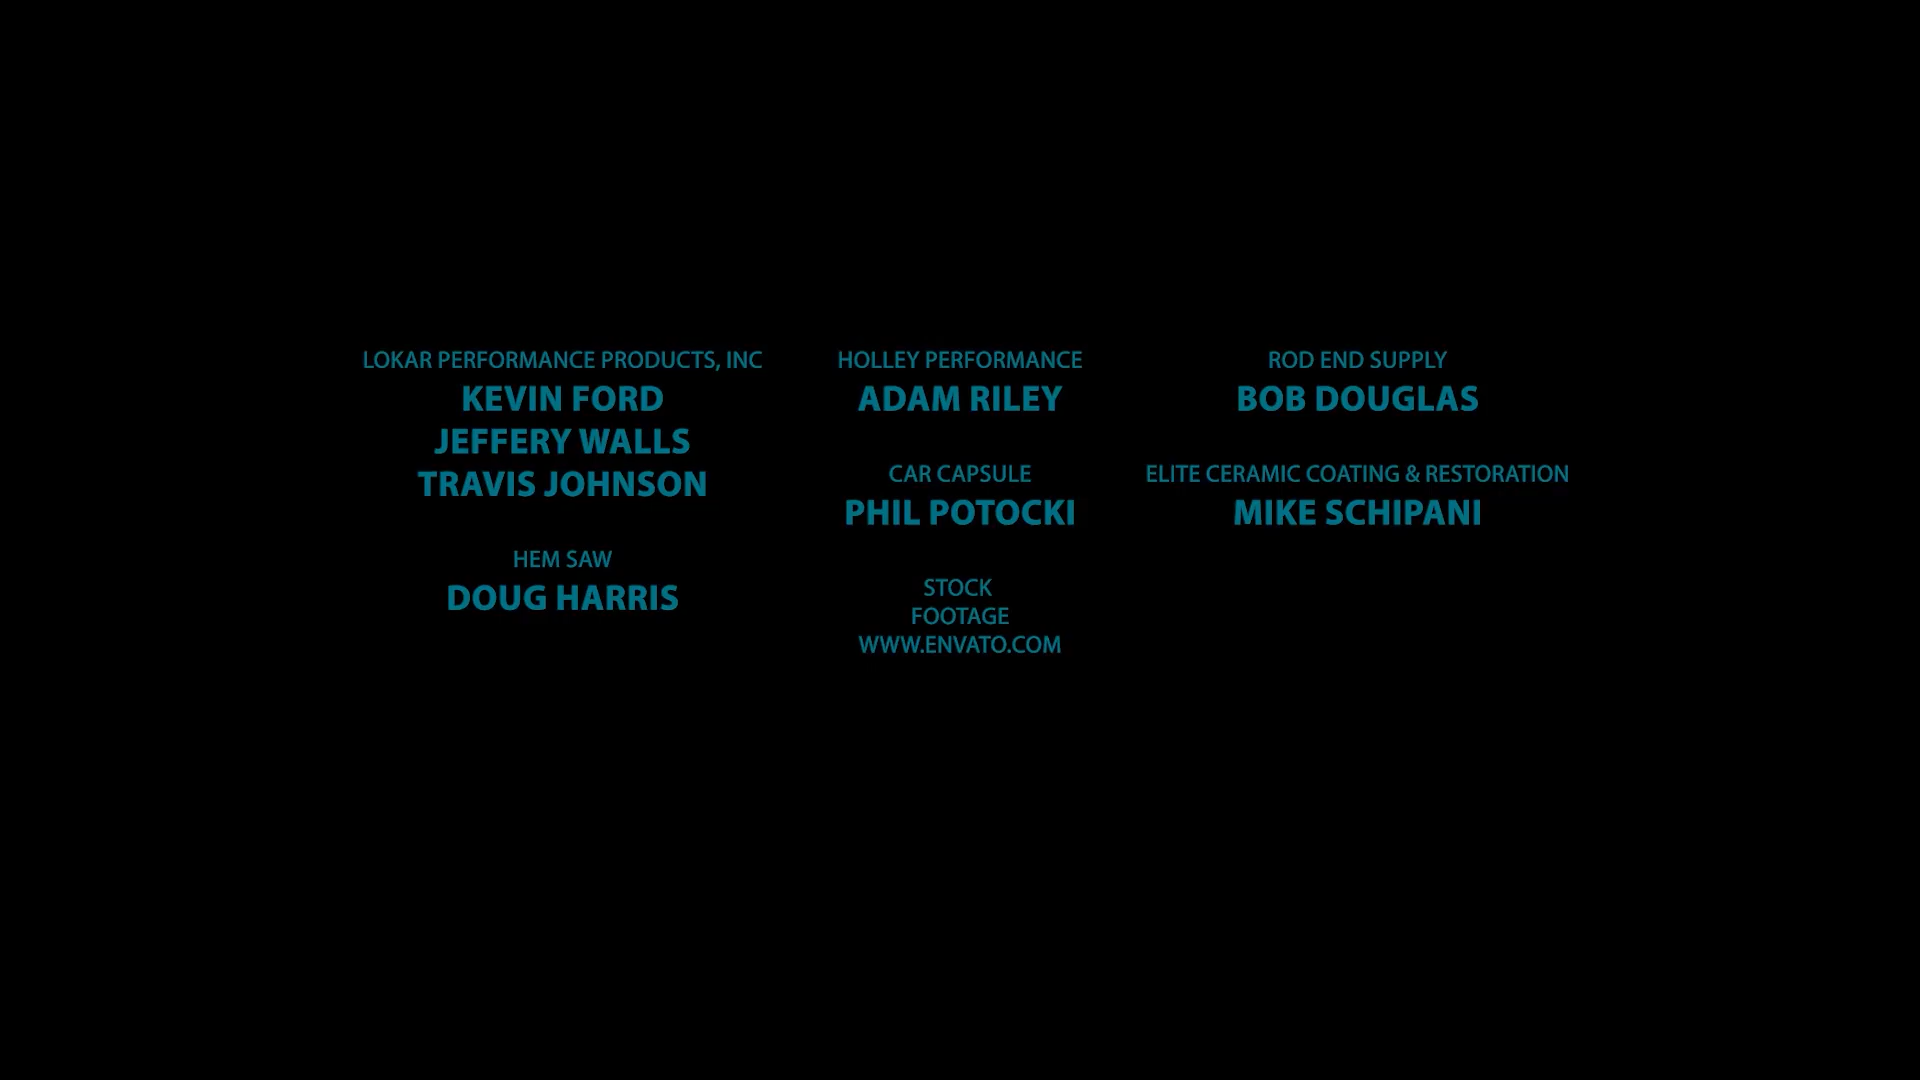 LOKAR PERFORMANCE PRODUCTS, INC
KEVIN FORD
JEFFERY WALLS
TRAVIS JOHNSON
HEM SAW
DOUG HARRIS
HOLLEY PERFORMANCE
ADAM RILEY
CAR CAPSULE
PHIL POTOCKI
STOCK
FOOTAGE
WWW.ENVATO.COM
ROD END SUPPLY
BOB DOUGLAS
ELITE CERAMIC COATING & RESTORATION
MIKE SCHIPANI